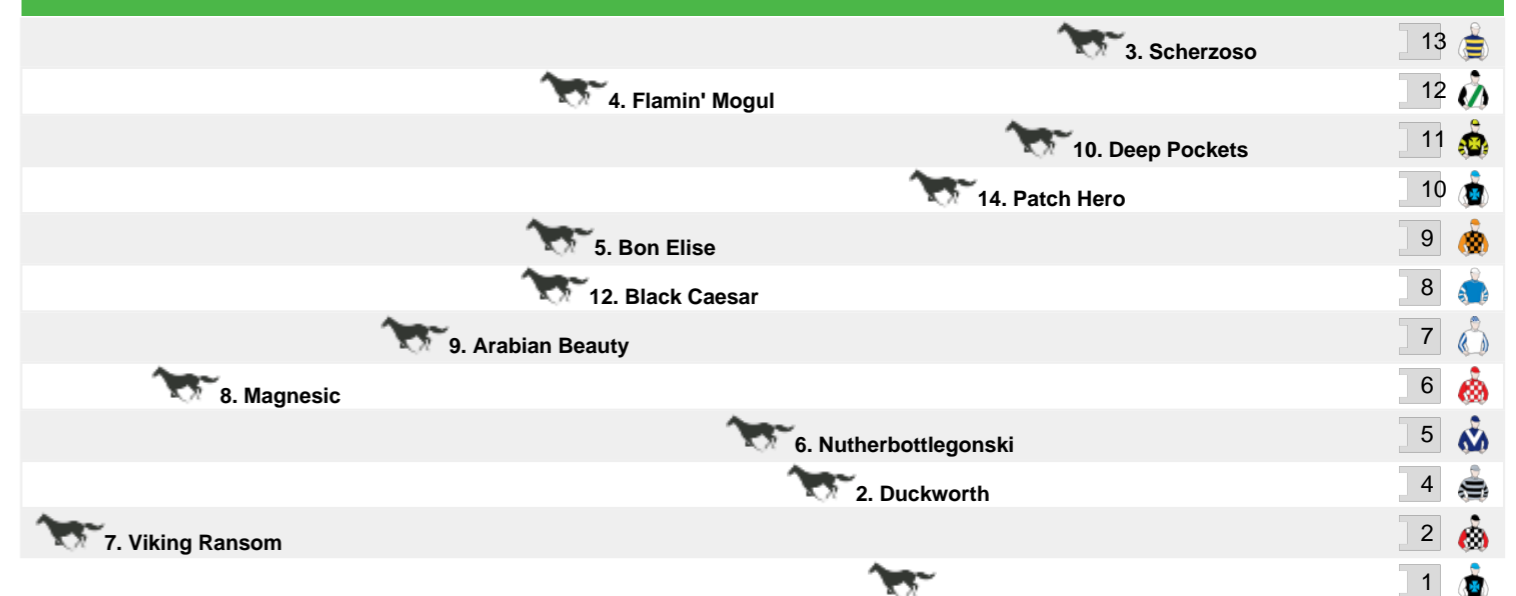 3. Scherzoso 13
4. Flamin' Mogul 12
10. Deep Pockets 11
14. Patch Hero 10
5. Bon Elise 9
12. Black Caesar 8
9. Arabian Beauty 7
8. Magnesic 6
6. Nutherbottlegonski 5
2. Duckworth 4
7. Viking Ransom 2
1